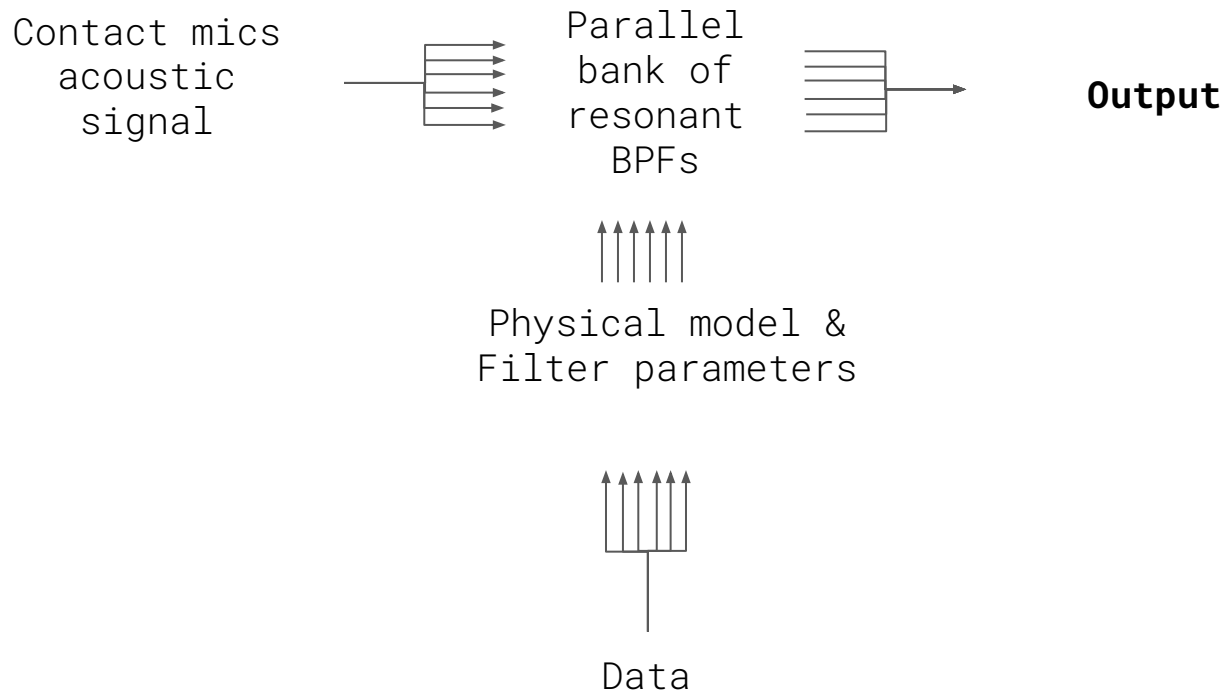 Contact mics
acoustic
signal
Parallel
bank of
resonant
BPFs
Output
Physical model &
Filter parameters
Data